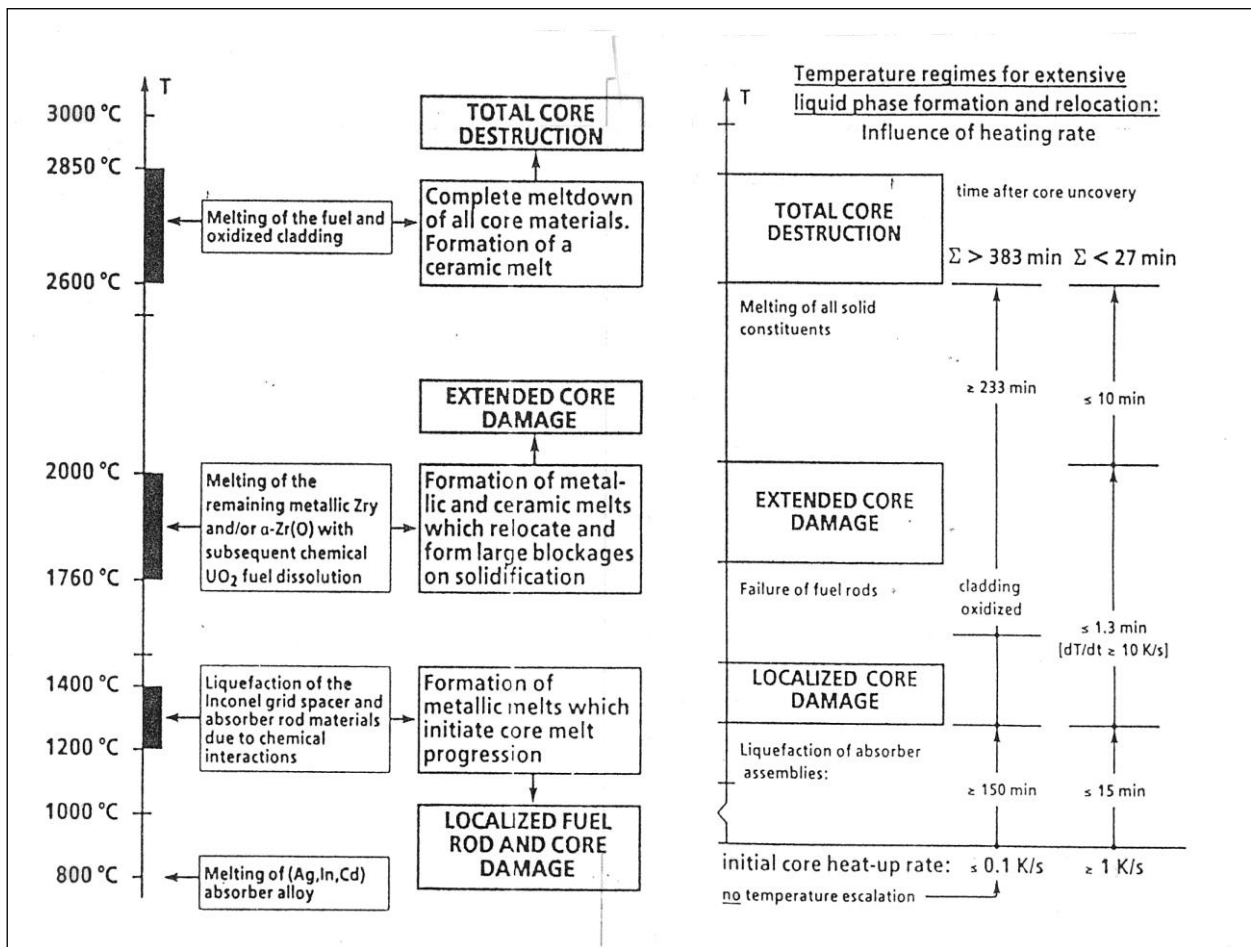 T
3000 °C
2850 °C
2600 °C
2000 °C
1760 °C
1400 °C
1200 °C
1000 °C
800 °C
TOTAL CORE
DESTRUCTION
Melting of the fuel and
oxidized cladding
Complete meltdown
of all core materials.
Formation of a
ceramic melt
EXTENDED CORE
DAMAGE
Melting of the
remaining metallic Zry
and/or α-Zr(O) with
subsequent chemical
UO₂ fuel dissolution
Formation of metal-
lic and ceramic melts
which relocate and
form large blockages
on solidification
Liquefaction of the
Inconel grid spacer and
absorber rod materials
due to chemical
interactions
Formation of
metallic melts which
initiate core melt
progression
LOCALIZED FUEL
ROD AND CORE
DAMAGE
Melting of (Ag,In,Cd)
absorber alloy
Temperature regimes for extensive
liquid phase formation and relocation:
Influence of heating rate
T
time after core uncovery
TOTAL CORE
DESTRUCTION
Σ > 383 min Σ < 27 min
Melting of all solid
constituents
≥ 233 min
≤ 10 min
EXTENDED CORE
DAMAGE
Failure of fuel rods
cladding
oxidized
≤ 1.3 min
[dT/dt ≥ 10 K/s]
LOCALIZED CORE
DAMAGE
Liquefaction of absorber
assemblies:
≥ 150 min
≤ 15 min
initial core heat-up rate: ≤ 0.1 K/s ≥ 1 K/s
no temperature escalation